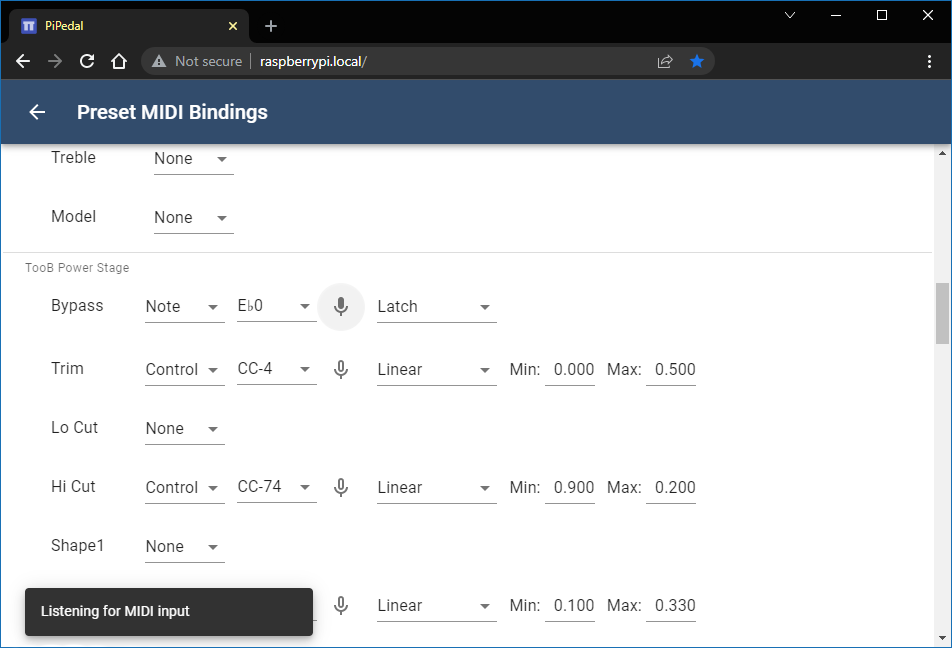 PiPedal
Not secure raspberrypi.local/
Preset MIDI Bindings
Treble None
Model None
TooB Power Stage
Bypass Note E♭0 Latch
Trim Control CC-4 Linear Min: 0.000 Max: 0.500
Lo Cut None
Hi Cut Control CC-74 Linear Min: 0.900 Max: 0.200
Shape1 None
Listening for MIDI input Linear Min: 0.100 Max: 0.330